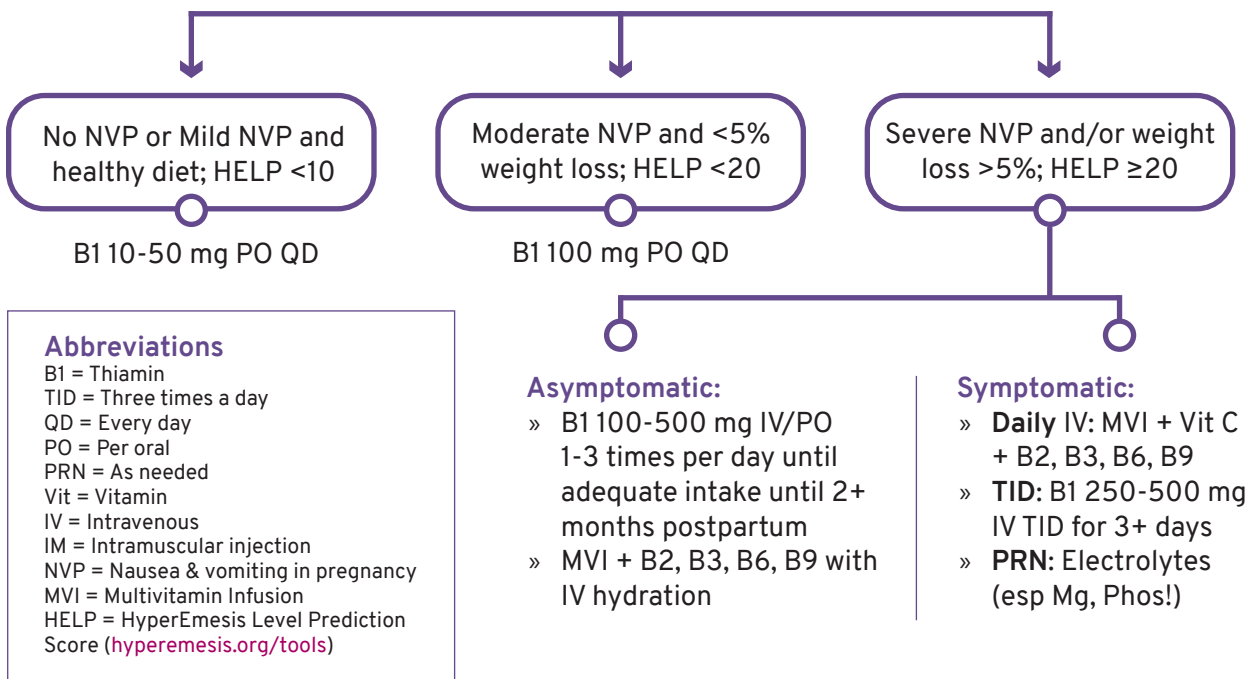 No NVP or Mild NVP and
healthy diet; HELP <10
B1 10-50 mg PO QD
Moderate NVP and <5%
weight loss; HELP <20
B1 100 mg PO QD
Severe NVP and/or weight
loss >5%; HELP ≥20
Abbreviations
B1 = Thiamin
TID = Three times a day
QD = Every day
PO = Per oral
PRN = As needed
Vit = Vitamin
IV = Intravenous
IM = Intramuscular injection
NVP = Nausea & vomiting in pregnancy
MVI = Multivitamin Infusion
HELP = HyperEmesis Level Prediction
Score (hyperemesis.org/tools)
Asymptomatic:
» B1 100-500 mg IV/PO
1-3 times per day until
adequate intake until 2+
months postpartum
» MVI + B2, B3, B6, B9 with
IV hydration
Symptomatic:
» Daily IV: MVI + Vit C
+ B2, B3, B6, B9
» TID: B1 250-500 mg
IV TID for 3+ days
» PRN: Electrolytes
(esp Mg, Phos!)